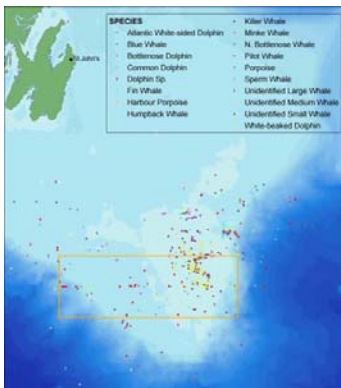 St. John's
SPECIES
Atlantic White-sided Dolphin
Blue Whale
Bottlenose Dolphin
Common Dolphin
Dolphin Sp.
Fin Whale
Harbour Porpoise
Humpback Whale
Killer Whale
Minke Whale
N. Bottlenose Whale
Pilot Whale
Porpoise
Sperm Whale
Unidentified Large Whale
Unidentified Medium Whale
Unidentified Small Whale
White-beaked Dolphin